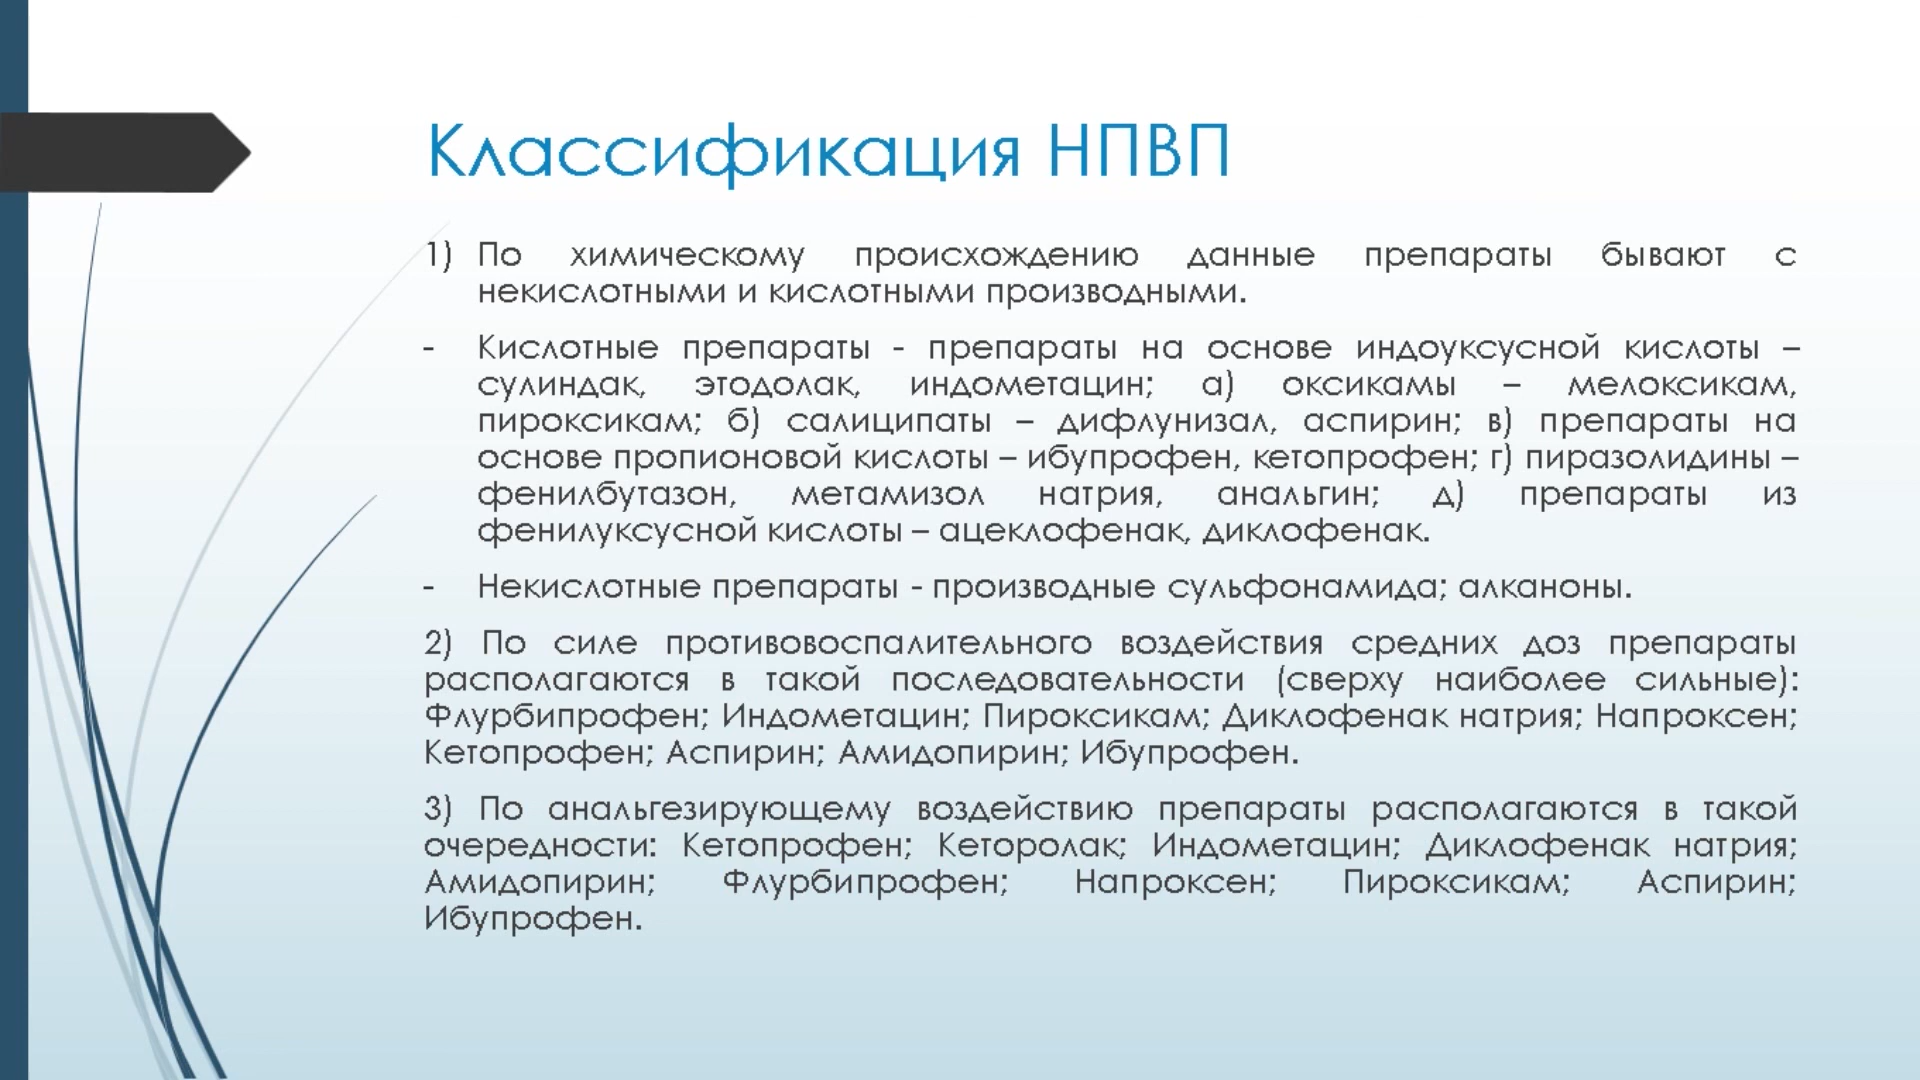 Классификация НПВП
1) По химическому происхождению данные препараты бывают с
некислотными и кислотными производными.
- Кислотные препараты - препараты на основе индоуксусной кислоты –
сулиндак, этодолак, индометацин; а) оксикамы – мелоксикам,
пироксикам; б) салиципаты – дифлунизал, аспирин; в) препараты на
основе пропионовой кислоты – ибупрофен, кетопрофен; г) пиразолидины –
фенилбутазон, метамизол натрия, анальгин; д) препараты из
фенилуксусной кислоты – ацеклофенак, диклофенак.
- Некислотные препараты - производные сульфонамида; алканоны.
2) По силе противовоспалительного воздействия средних доз препараты
располагаются в такой последовательности (сверху наиболее сильные):
Флурбипрофен; Индометацин; Пироксикам; Диклофенак натрия; Напроксен;
Кетопрофен; Аспирин; Амидопирин; Ибупрофен.
3) По анальгезирующему воздействию препараты располагаются в такой
очередности: Кетопрофен; Кеторолак; Индометацин; Диклофенак натрия;
Амидопирин; Флурбипрофен; Напроксен; Пироксикам; Аспирин;
Ибупрофен.